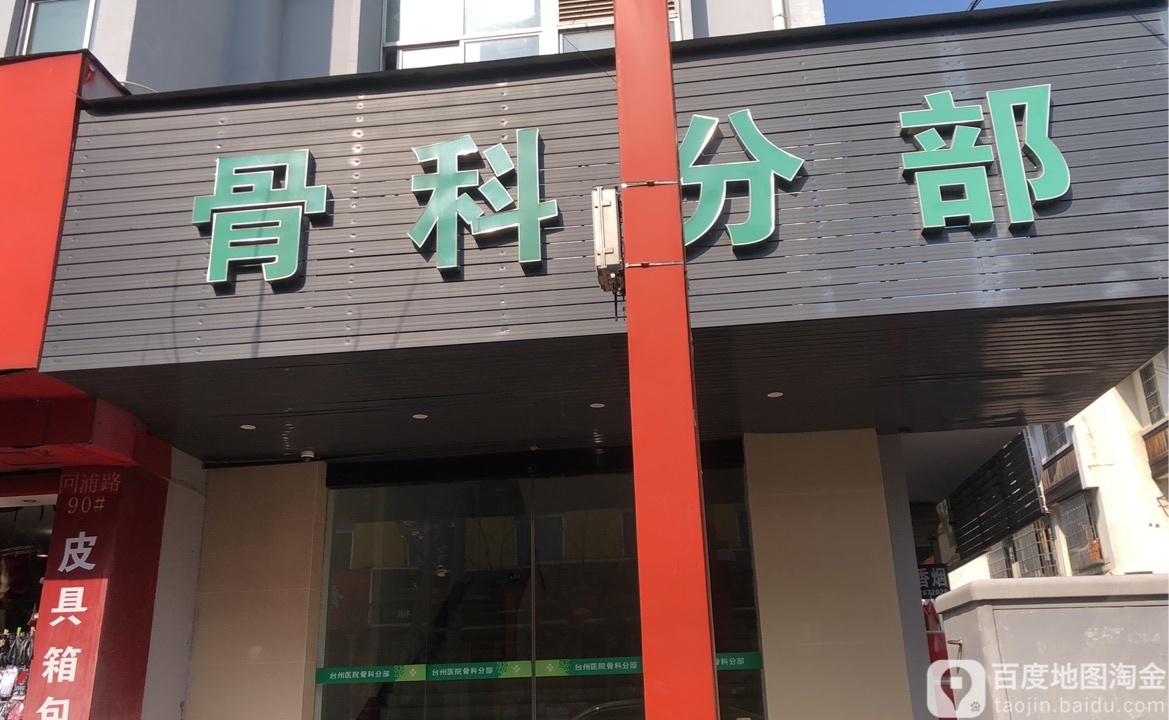 骨科分部
回浦路
90#
皮具箱包
台州医院骨科分部
台州医院骨科分部
台州医院骨科分部
科分部
香烟
百度地图淘金
taojin.baidu.com